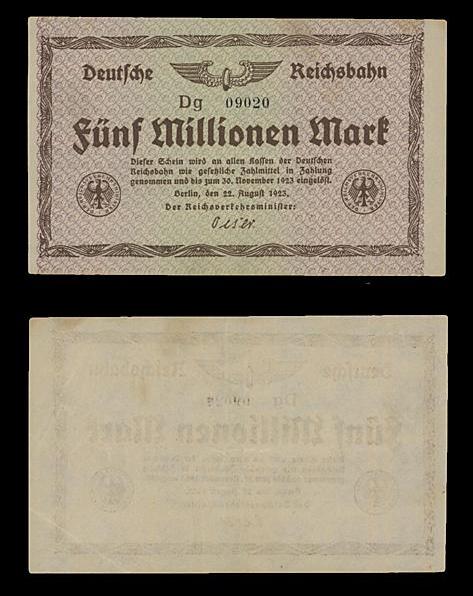 Deutsche Reichsbahn
Dg 09020
Fünf Millionen Mark
Dieser Schein wird an allen Kassen der Deutschen
Reichsbahn wie gesetzliche Zahlmittel in Zahlung
genommen und bis zum 30. November 1923 eingelöst.
Berlin, den 22. August 1923.
Der Reichsverkehrsminister:
Oeser